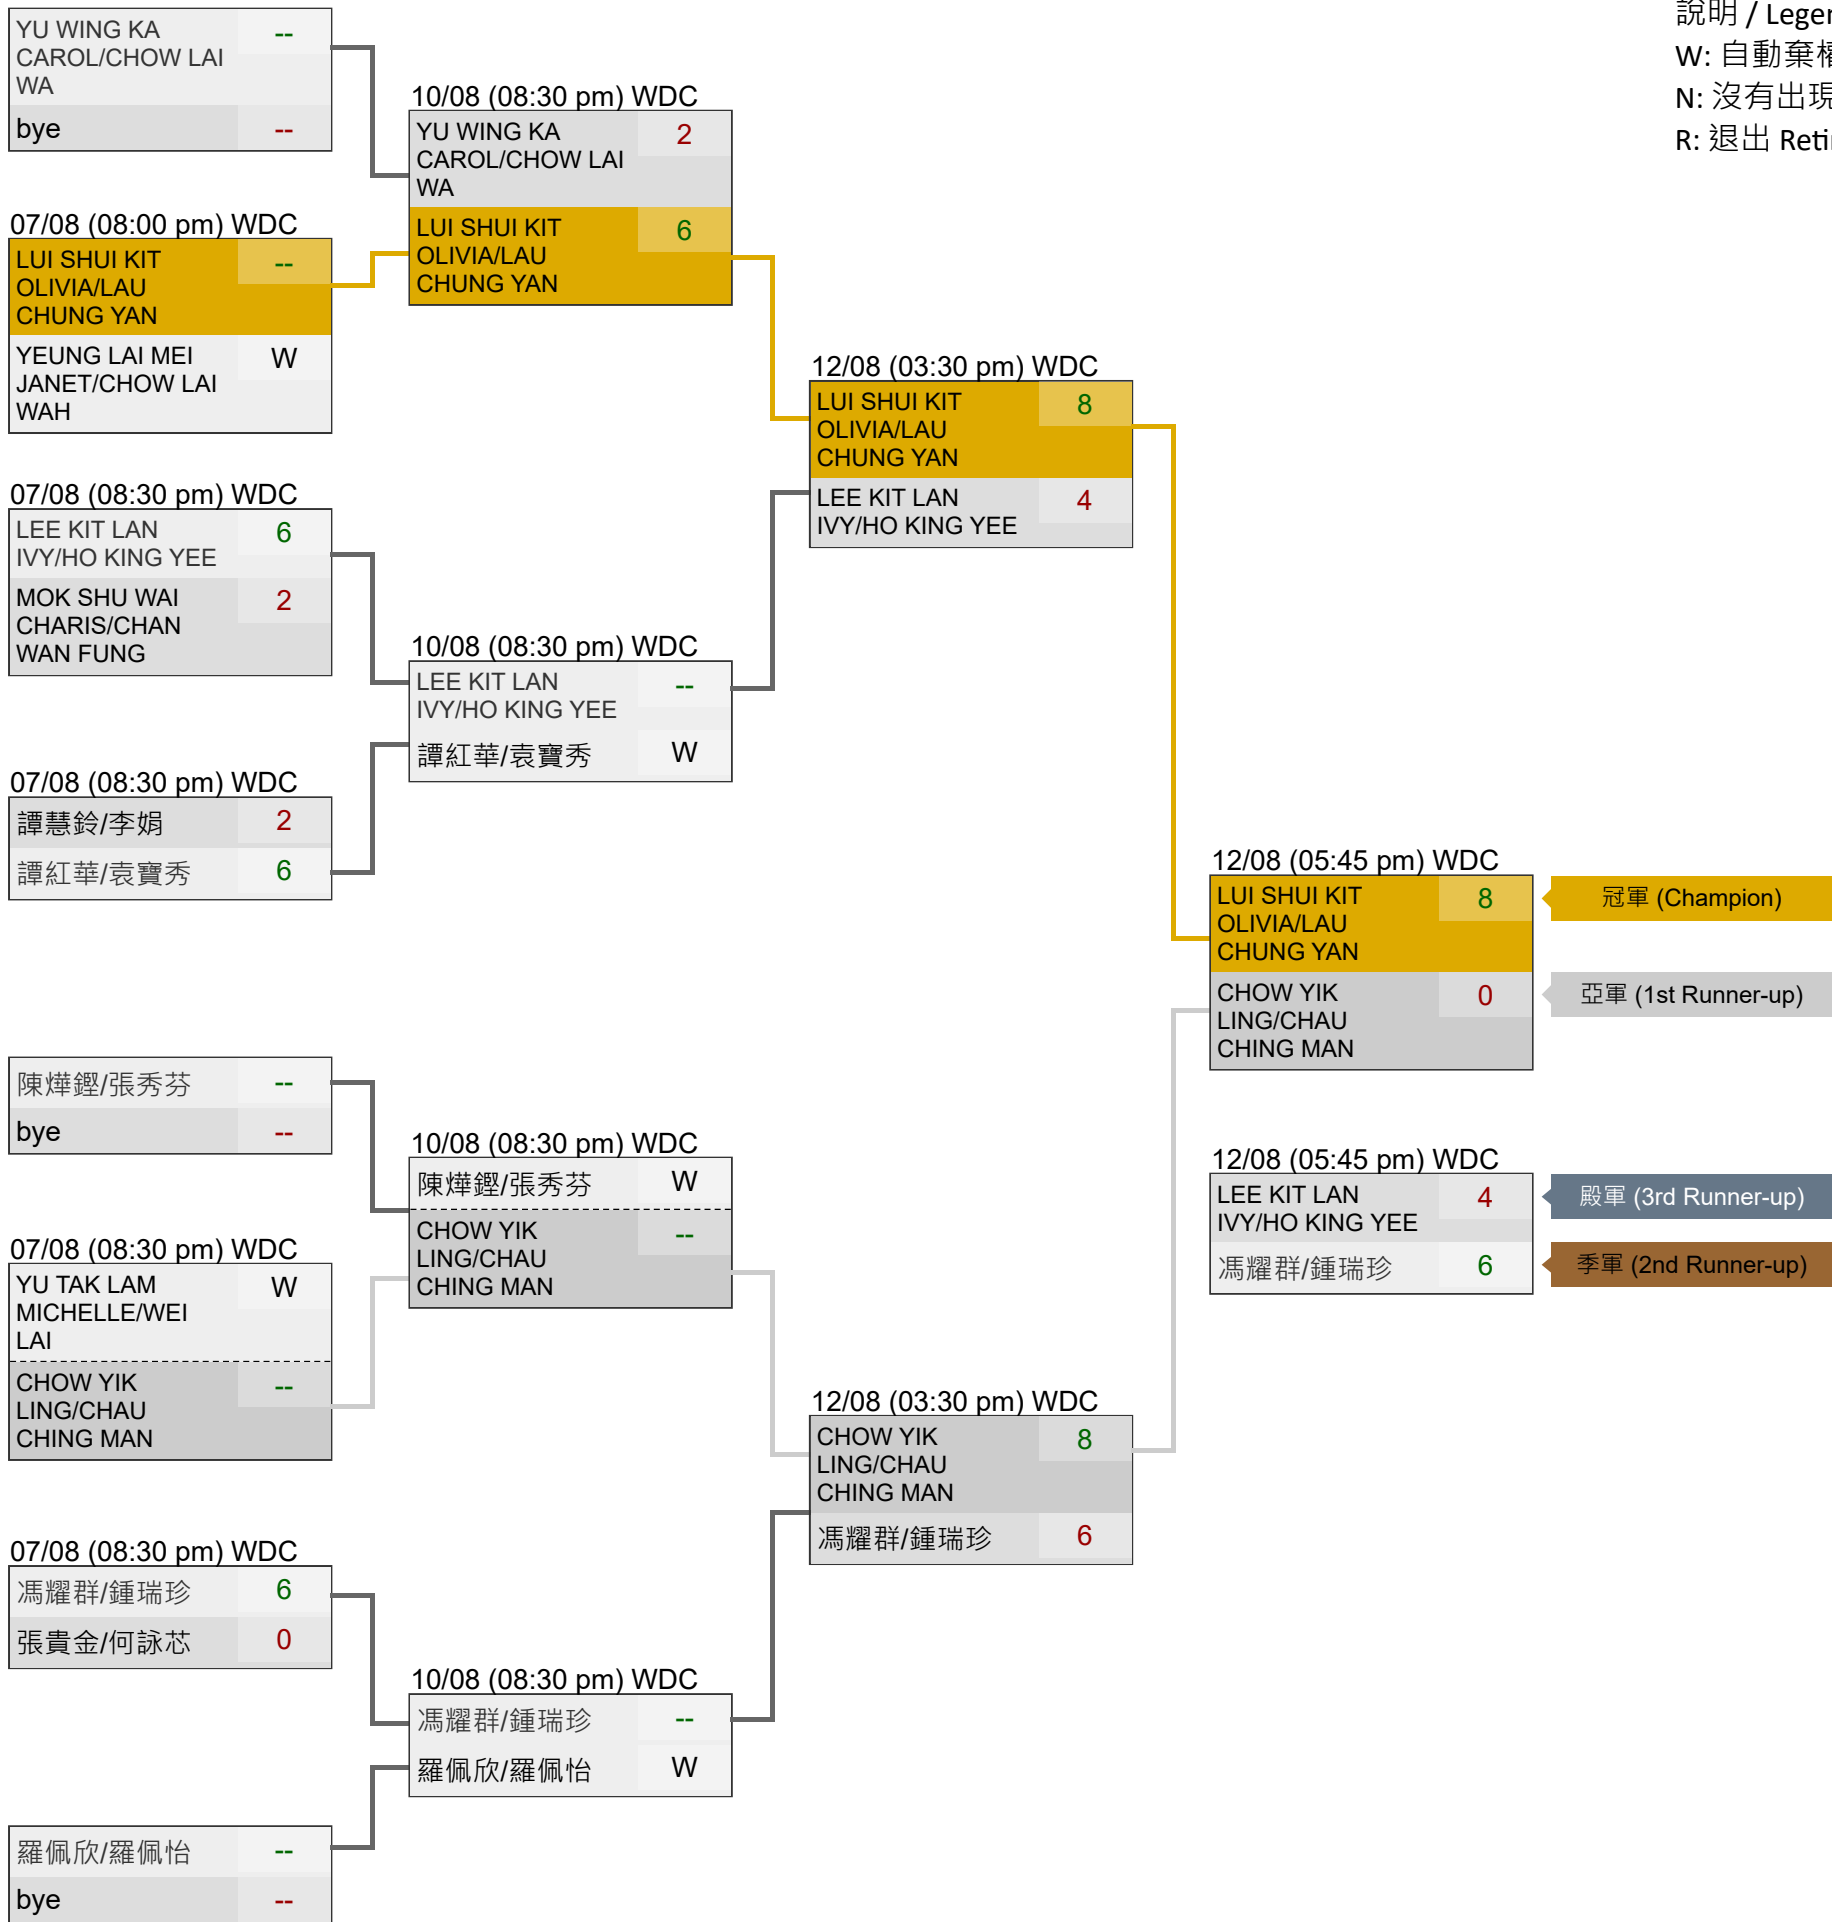 YU WING KA
CAROL/CHOW LAI
WA
--
bye
--
07/08 (08:00 pm) WDC
LUI SHUI KIT
OLIVIA/LAU
CHUNG YAN
--
YEUNG LAI MEI
JANET/CHOW LAI
WAH
W
07/08 (08:30 pm) WDC
LEE KIT LAN
IVY/HO KING YEE
6
MOK SHU WAI
CHARIS/CHAN
WAN FUNG
2
07/08 (08:30 pm) WDC
譚慧鈴/李娟
2
譚紅華/袁寶秀
6
陳燁鏗/張秀芬
--
bye
--
07/08 (08:30 pm) WDC
YU TAK LAM
MICHELLE/WEI
LAI
W
CHOW YIK
LING/CHAU
CHING MAN
--
07/08 (08:30 pm) WDC
馮耀群/鍾瑞珍
6
張貴金/何詠芯
0
羅佩欣/羅佩怡
--
bye
--
10/08 (08:30 pm) WDC
YU WING KA
CAROL/CHOW LAI
WA
2
LUI SHUI KIT
OLIVIA/LAU
CHUNG YAN
6
10/08 (08:30 pm) WDC
LEE KIT LAN
IVY/HO KING YEE
--
譚紅華/袁寶秀
W
10/08 (08:30 pm) WDC
陳燁鏗/張秀芬
W
CHOW YIK
LING/CHAU
CHING MAN
--
10/08 (08:30 pm) WDC
馮耀群/鍾瑞珍
--
羅佩欣/羅佩怡
W
12/08 (03:30 pm) WDC
LUI SHUI KIT
OLIVIA/LAU
CHUNG YAN
8
LEE KIT LAN
IVY/HO KING YEE
4
12/08 (03:30 pm) WDC
CHOW YIK
LING/CHAU
CHING MAN
8
馮耀群/鍾瑞珍
6
12/08 (05:45 pm) WDC
LUI SHUI KIT
OLIVIA/LAU
CHUNG YAN
8
CHOW YIK
LING/CHAU
CHING MAN
0
12/08 (05:45 pm) WDC
LEE KIT LAN
IVY/HO KING YEE
4
馮耀群/鍾瑞珍
6
冠軍 (Champion)
亞軍 (1st Runner-up)
殿軍 (3rd Runner-up)
季軍 (2nd Runner-up)
說明 /
W: 自動棄
N: 沒有出現
R: 退出